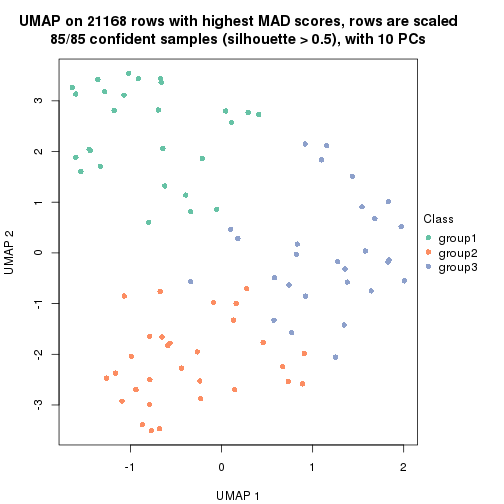 UMAP on 21168 rows with highest MAD scores, rows are scaled
85/85 confident samples (silhouette > 0.5), with 10 PCs
3
2
1
0
-1
-2
-3
UMAP 2
-1
0
1
2
UMAP 1
Class
group1
group2
group3